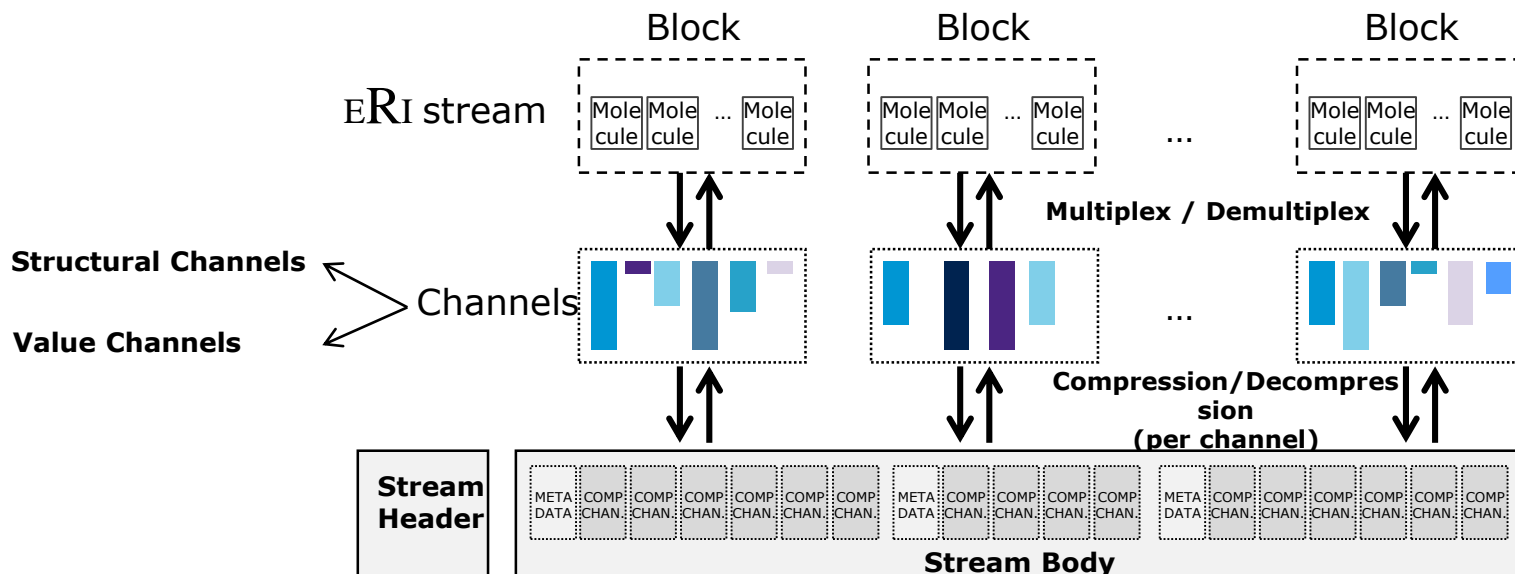 Block
Block
Block
ERI stream
Mole
cule
Mole
cule
...
Mole
cule
Mole
cule
Mole
cule
...
Mole
cule
...
Mole
cule
Mole
cule
...
Mole
cule
Multiplex / Demultiplex
Structural Channels
Channels
Value Channels
...
Compression/Decompres
sion
(per channel)
Stream
Header
META
DATA
COMP
CHAN.
COMP
CHAN.
COMP
CHAN.
COMP
CHAN.
COMP
CHAN.
COMP
CHAN.
META
DATA
COMP
CHAN.
COMP
CHAN.
COMP
CHAN.
COMP
CHAN.
META
DATA
COMP
CHAN.
COMP
CHAN.
COMP
CHAN.
COMP
CHAN.
COMP
CHAN.
COMP
CHAN.
Stream Body